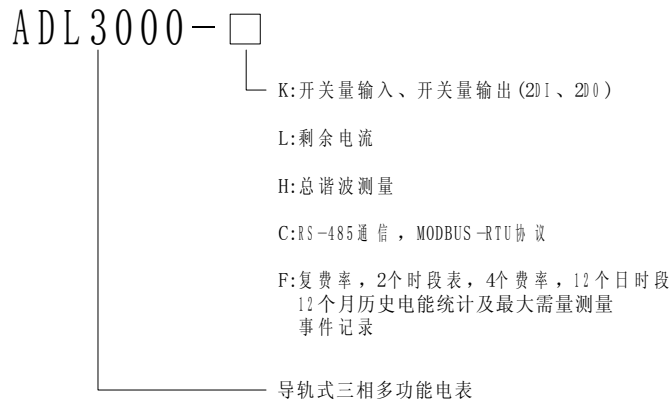 ADL3000-□
K:开关量输入、开关量输出(2DI、2DO)
L:剩余电流
H:总谐波测量
C:RS-485通信，MODBUS-RTU协议
F:复费率，2个时段表，4个费率，12个日时段
12个月历史电能统计及最大需量测量
事件记录
导轨式三相多功能电表